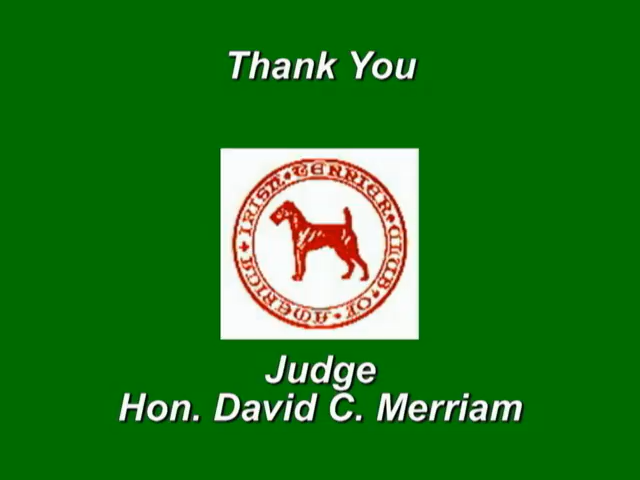 Thank You
IRISH TERRIER CLUB OF AMERICA
Judge
Hon. David C. Merriam